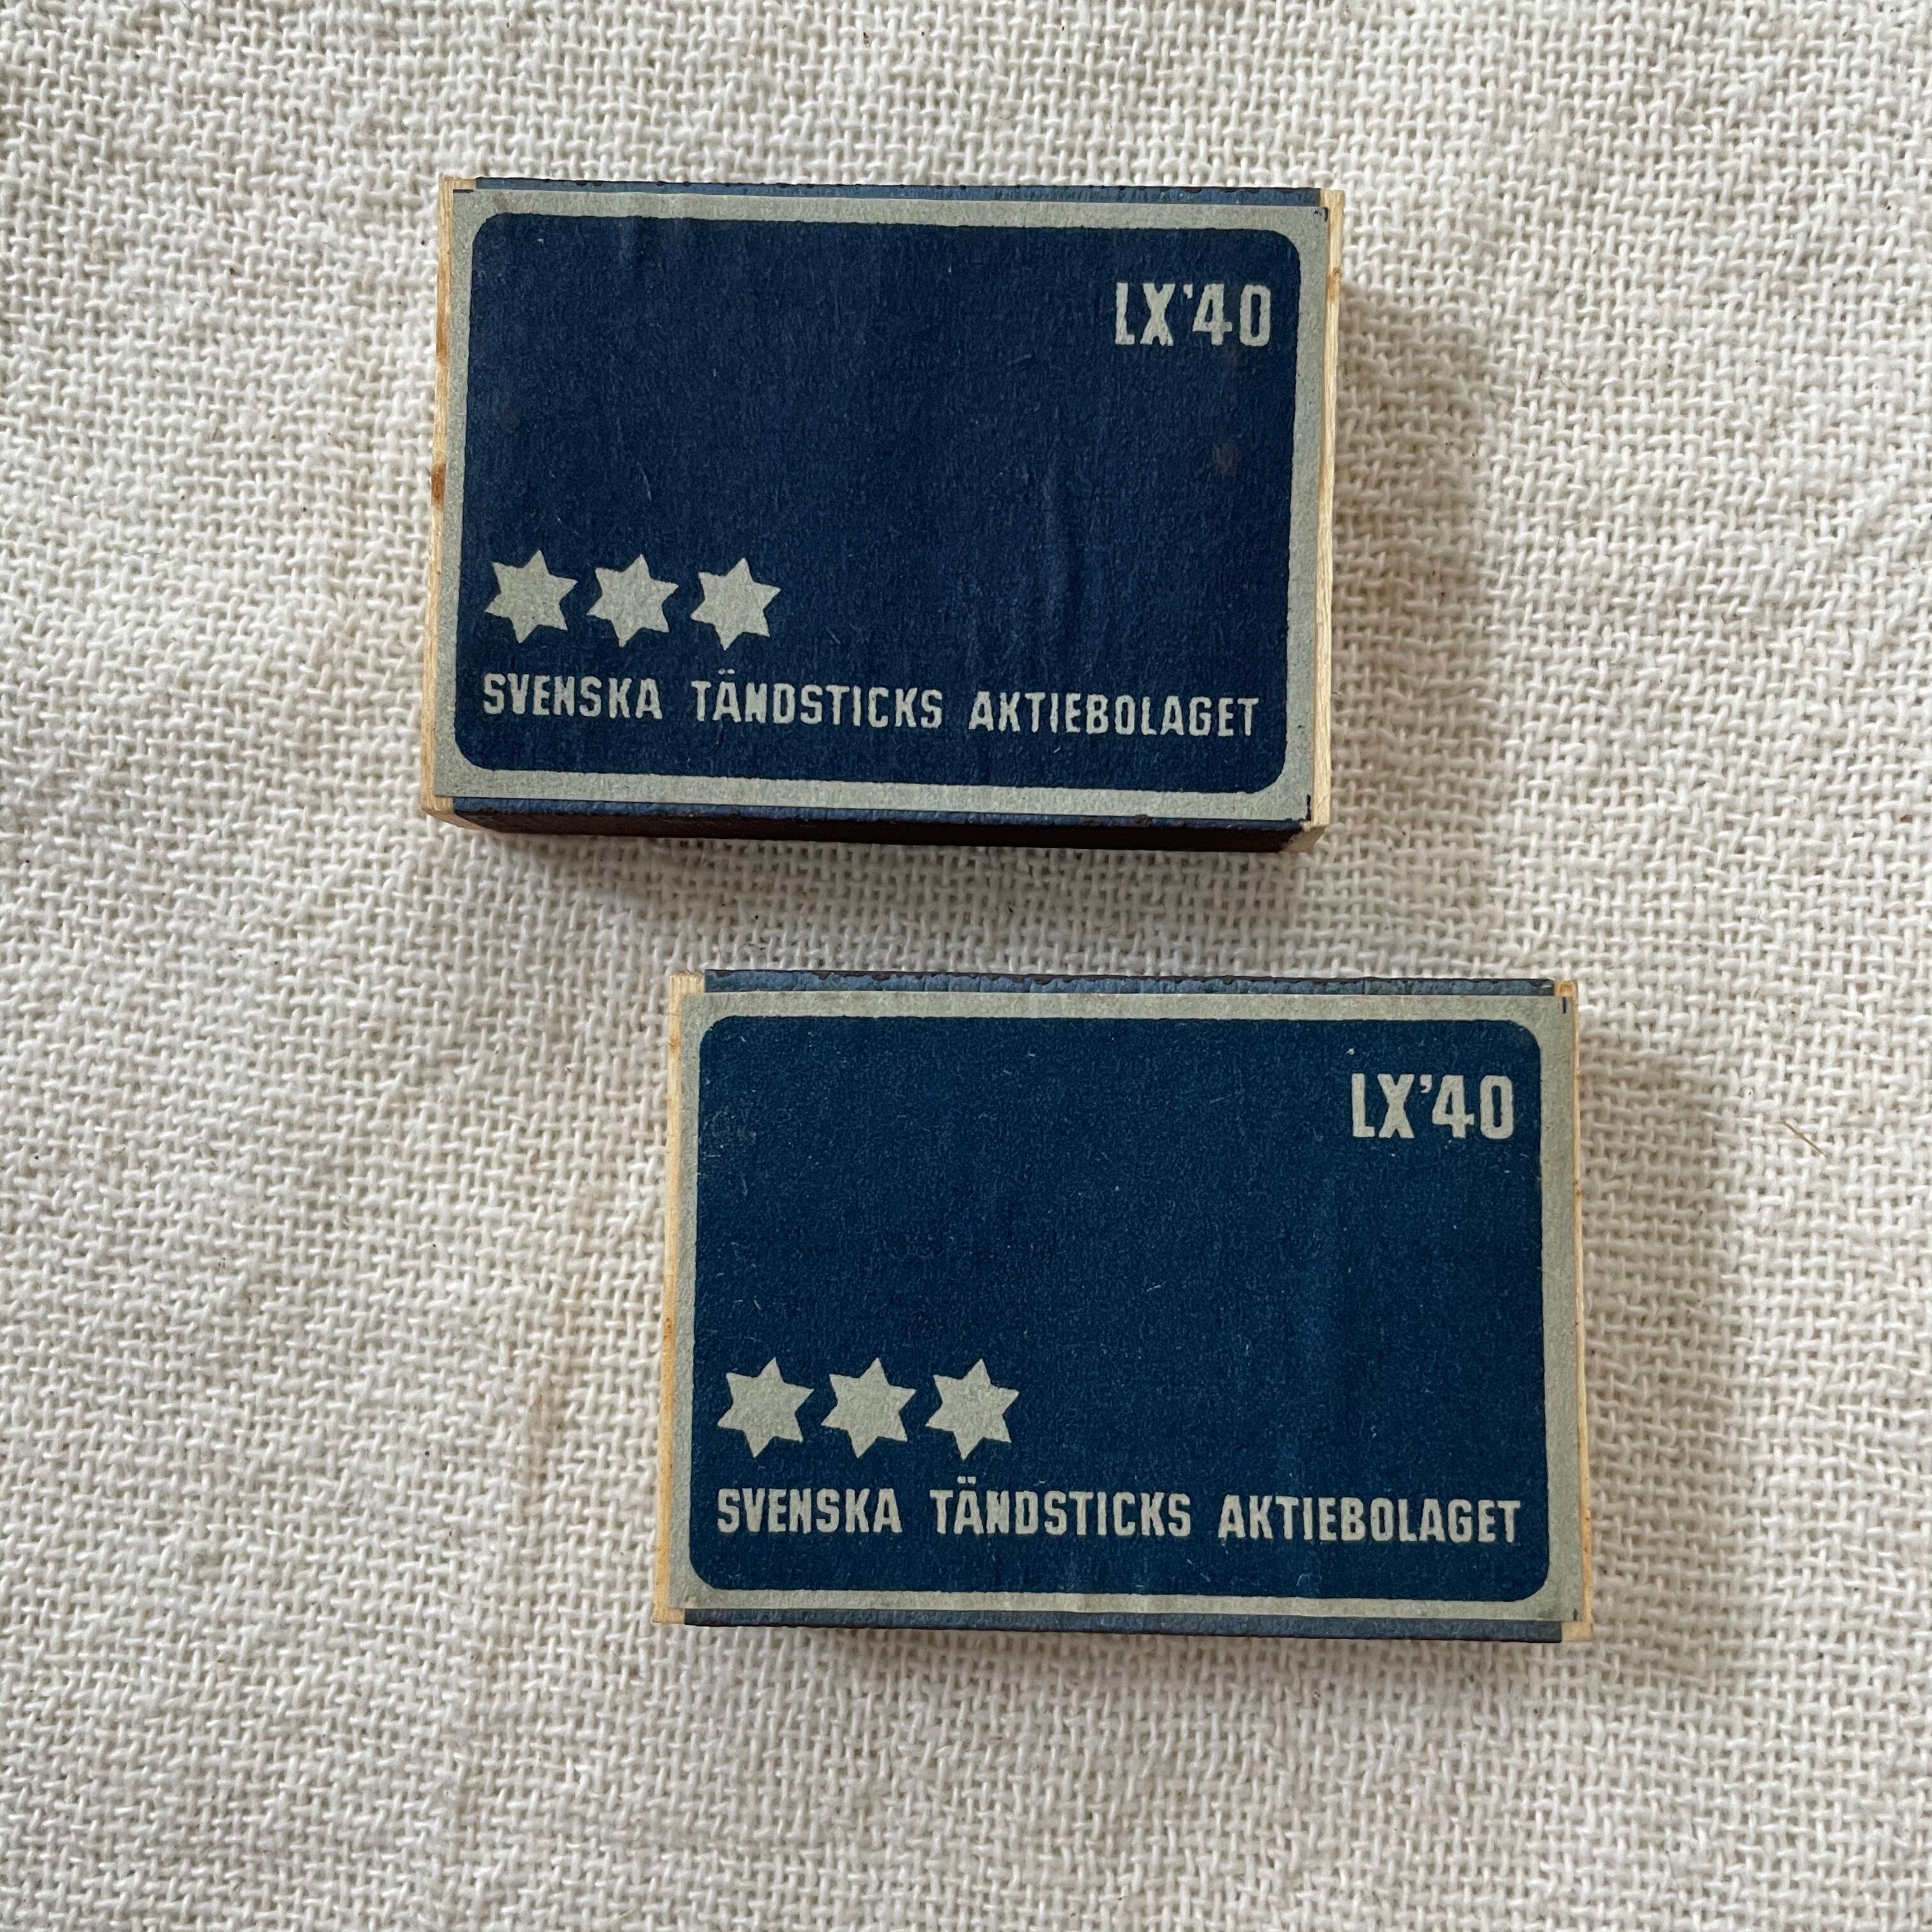 LX'40
SVENSKA TÄNDSTICKS AKTIEBOLAGET
LX'40
SVENSKA TÄNDSTICKS AKTIEBOLAGET